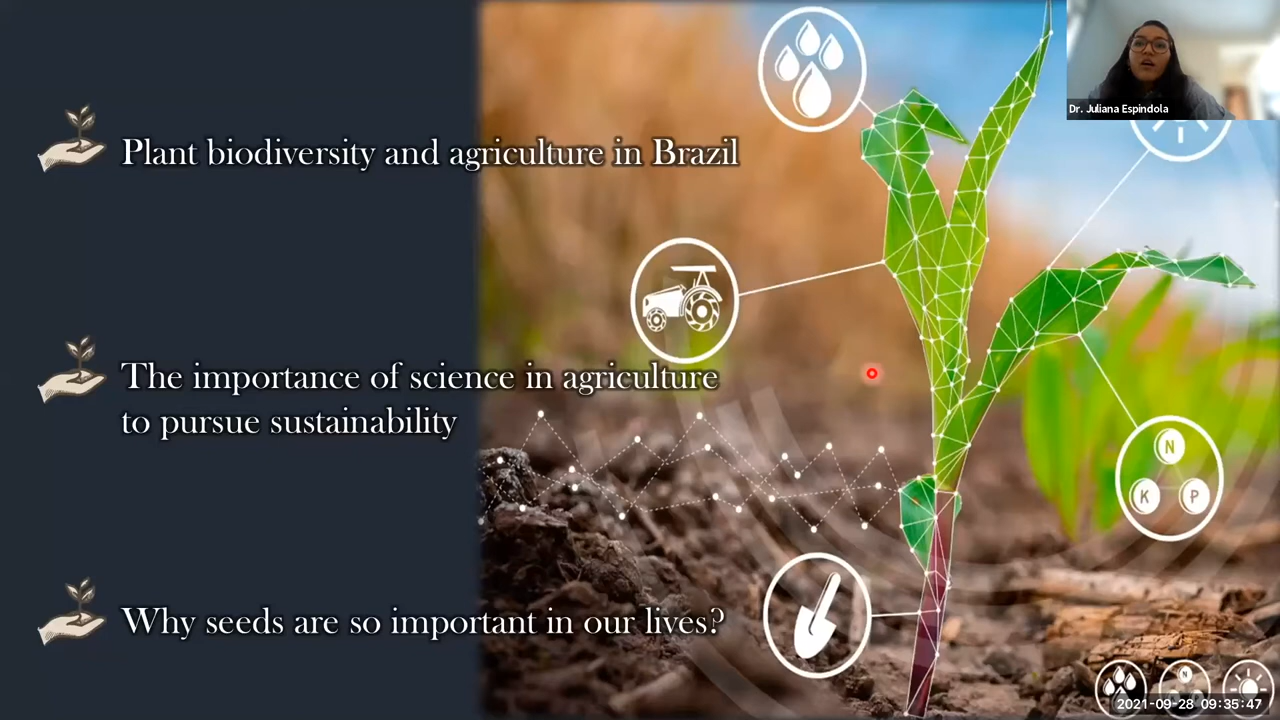 Dr. Juliana Espindola
Plant biodiversity and agriculture in Brazil
The importance of science in agriculture
to pursue sustainability
N
K P
Why seeds are so important in our lives?
N
2021-09-28 09:35:47